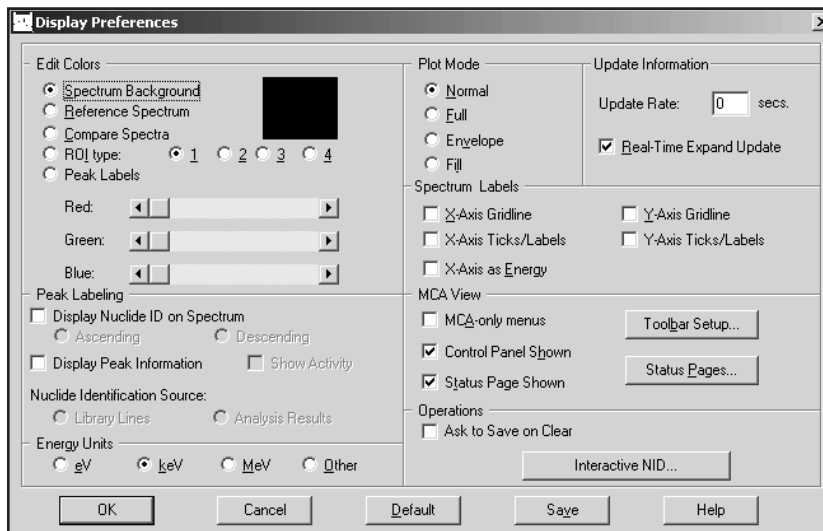 Display Preferences
Edit Colors
Spectrum Background
Reference Spectrum
Compare Spectra
ROI type: 1 2 3 4
Peak Labels
Red:
Green:
Blue:
Peak Labeling
Display Nuclide ID on Spectrum
Ascending Descending
Display Peak Information Show Activity
Nuclide Identification Source:
Library Lines Analysis Results
Energy Units
eV keV MeV Other
Plot Mode
Normal
Full
Envelope
Fill
Update Information
Update Rate: 0 secs.
Real-Time Expand Update
Spectrum Labels
X-Axis Gridline Y-Axis Gridline
X-Axis Ticks/Labels Y-Axis Ticks/Labels
X-Axis as Energy
MCA View
MCA-only menus Toolbar Setup...
Control Panel Shown
Status Page Shown Status Pages...
Operations
Ask to Save on Clear
Interactive NID...
OK Cancel Default Save Help